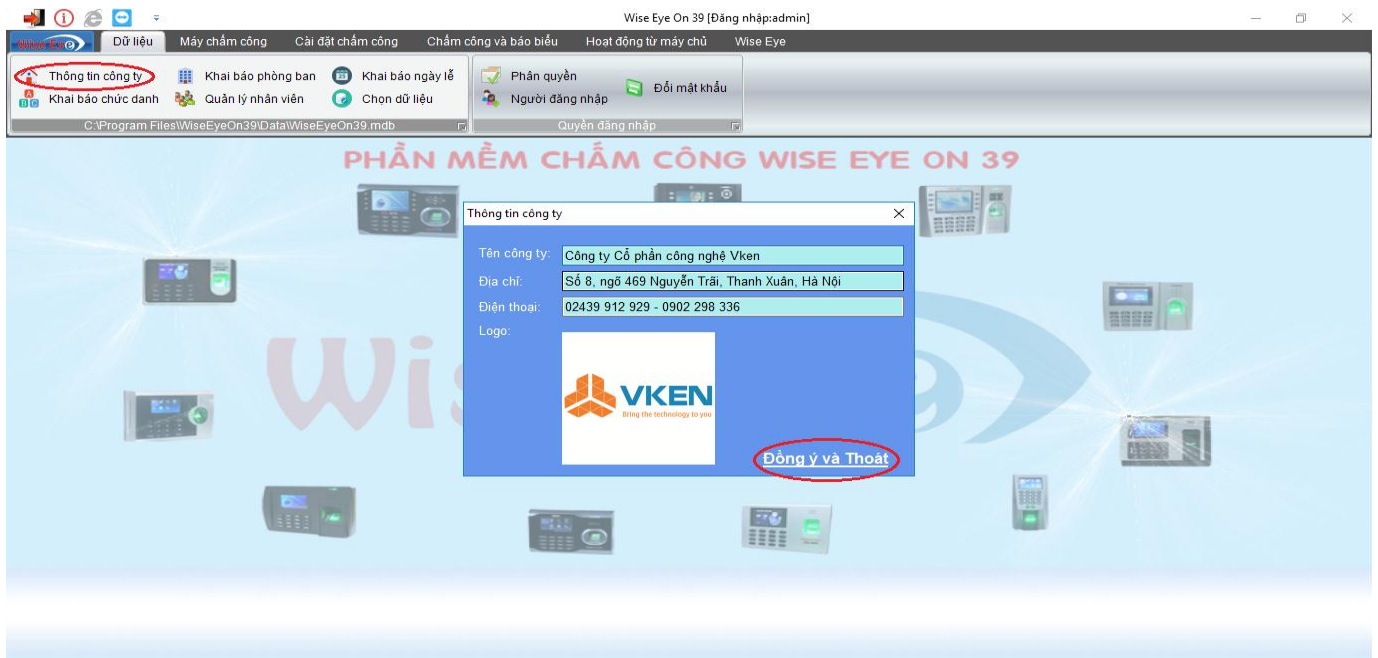 Wise Eye On 39 [Đăng nhập:admin]
Wise Eye Dữ liệu Máy chấm công Cài đặt chấm công Chấm công và báo biểu Hoạt động từ máy chủ Wise Eye
Thông tin công ty Khai báo phòng ban Khai báo ngày lễ Phân quyền Đổi mật khẩu
Khai báo chức danh Quản lý nhân viên Chọn dữ liệu Người đăng nhập
C:\Program Files\WiseEyeOn39\Data\WiseEyeOn39.mdb Quyền đăng nhập
PHẦN MỀM CHẤM CÔNG WISE EYE ON 39
Thông tin công ty
Tên công ty: Công ty Cổ phần công nghệ Vken
Địa chỉ: Số 8, ngõ 469 Nguyễn Trãi, Thanh Xuân, Hà Nội
Điện thoại: 02439 912 929 - 0902 298 336
Logo:
VKEN
Bring the technology to you
Đồng ý và Thoát